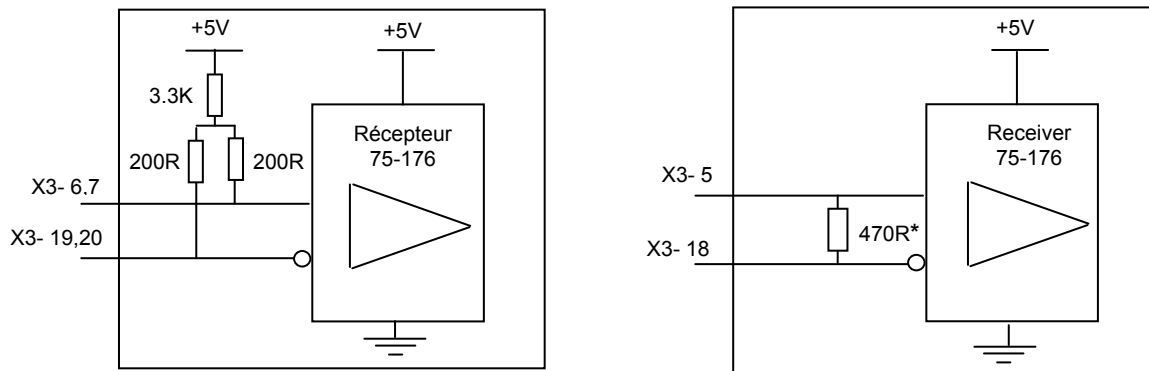 +5V
3.3K
+5V
Récepteur
75-176
200R
200R
X3- 6,7
X3- 19,20
+5V
Receiver
75-176
X3- 5
470R*
X3- 18